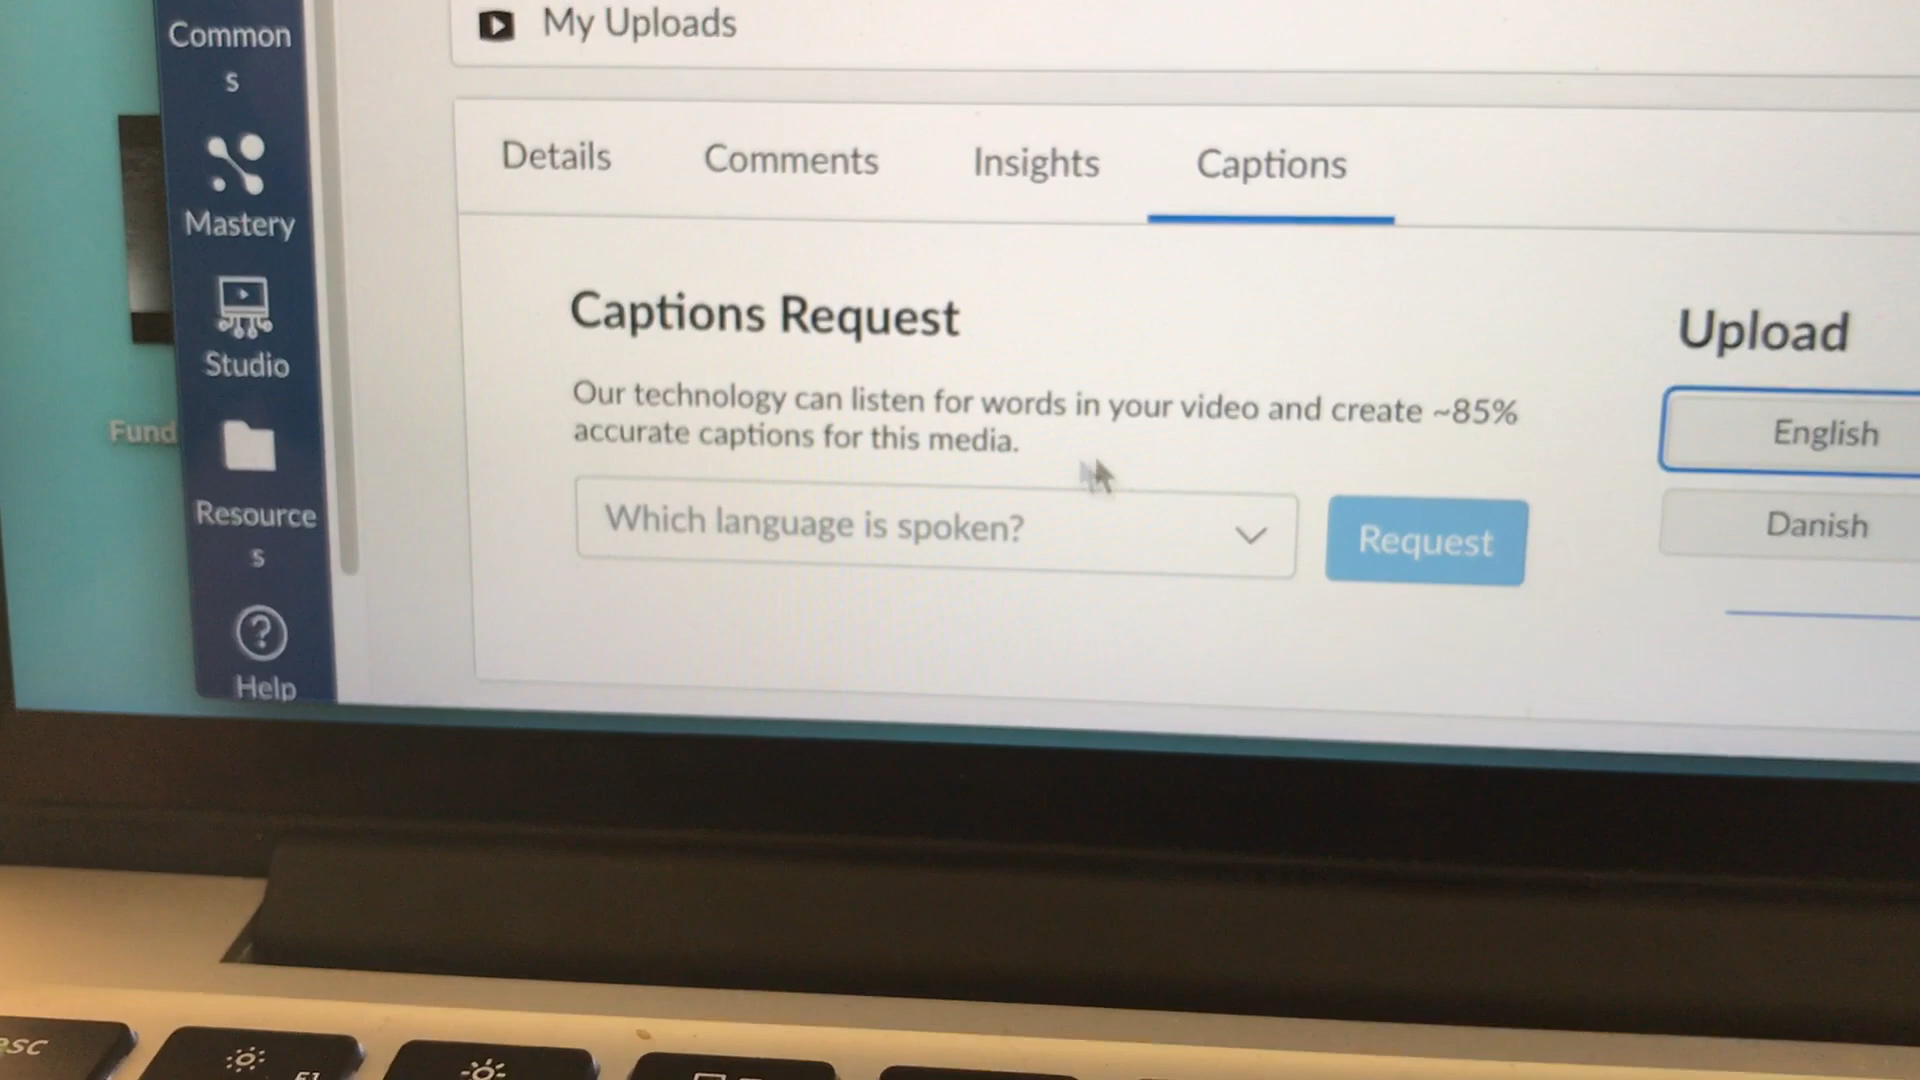 Common
s
Mastery
Studio
Resource
s
Help
Fund
My Uploads
Details Comments Insights Captions
Captions Request
Our technology can listen for words in your video and create ~85%
accurate captions for this media.
Which language is spoken?
Request
Upload
English
Danish
esc
F1